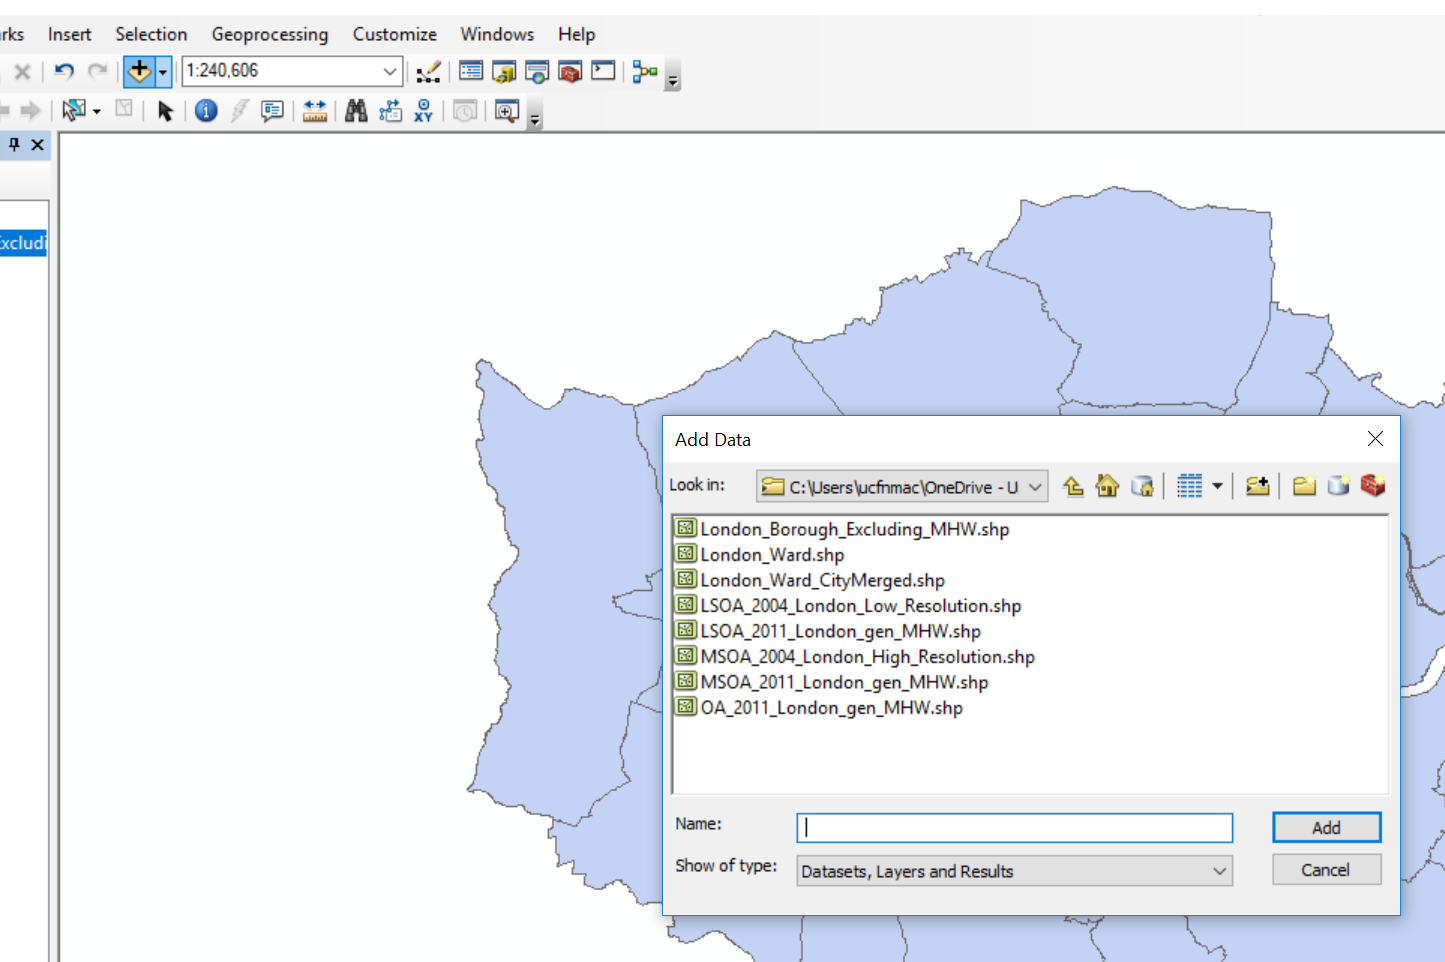 rks Insert Selection Geoprocessing Customize Windows Help
1:240,606
XY
Excludi
Add Data
Look in: C:\Users\ucfnmac\OneDrive - U
London_Borough_Excluding_MHW.shp
London_Ward.shp
London_Ward_CityMerged.shp
LSOA_2004_London_Low_Resolution.shp
LSOA_2011_London_gen_MHW.shp
MSOA_2004_London_High_Resolution.shp
MSOA_2011_London_gen_MHW.shp
OA_2011_London_gen_MHW.shp
Name: Add
Show of type: Datasets, Layers and Results Cancel